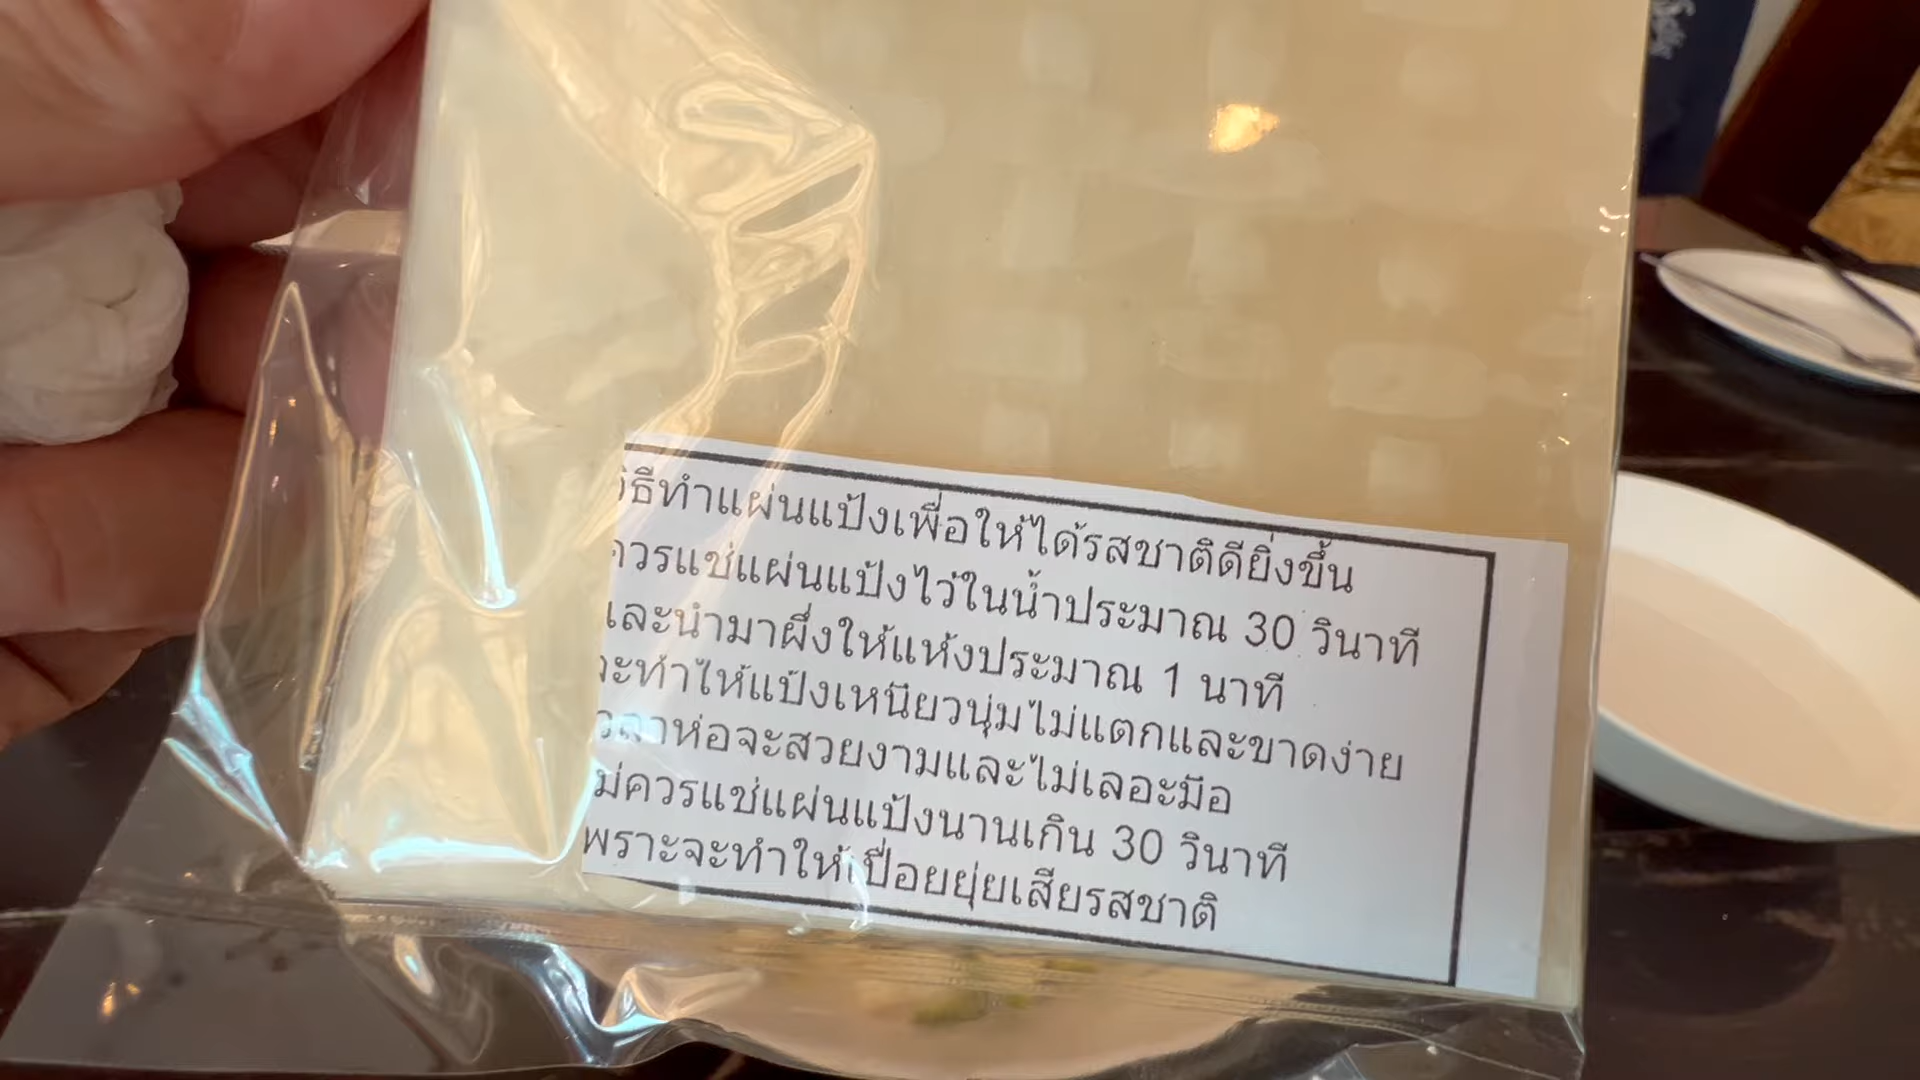 วิธีทำแผ่นแป้งเพื่อให้ได้รสชาติดียิ่งขึ้น
ควรแช่แผ่นแป้งไว้ในน้ำประมาณ 30 วินาที
และนำมาผึ่งให้แห้งประมาณ 1 นาที
จะทำให้แป้งเหนียวนุ่มไม่แตกและขาดง่าย
เวลาห่อจะสวยงามและไม่เลอะมือ
ไม่ควรแช่แผ่นแป้งนานเกิน 30 วินาที
เพราะจะทำให้เปื่อยยุ่ยเสียรสชาติ